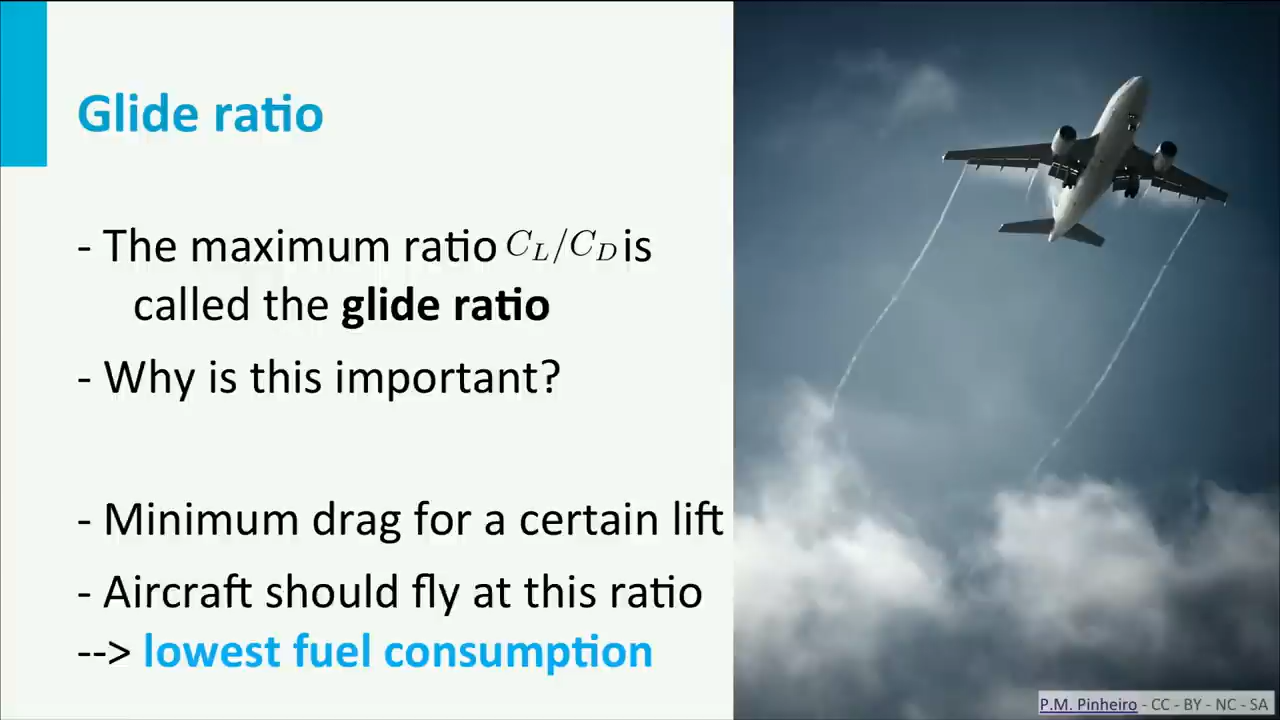 Glide ratio
- The maximum ratio C_L/C_D is
called the glide ratio
- Why is this important?
- Minimum drag for a certain lift
- Aircraft should fly at this ratio
--> lowest fuel consumption
P.M. Pinheiro - CC - BY - NC - SA